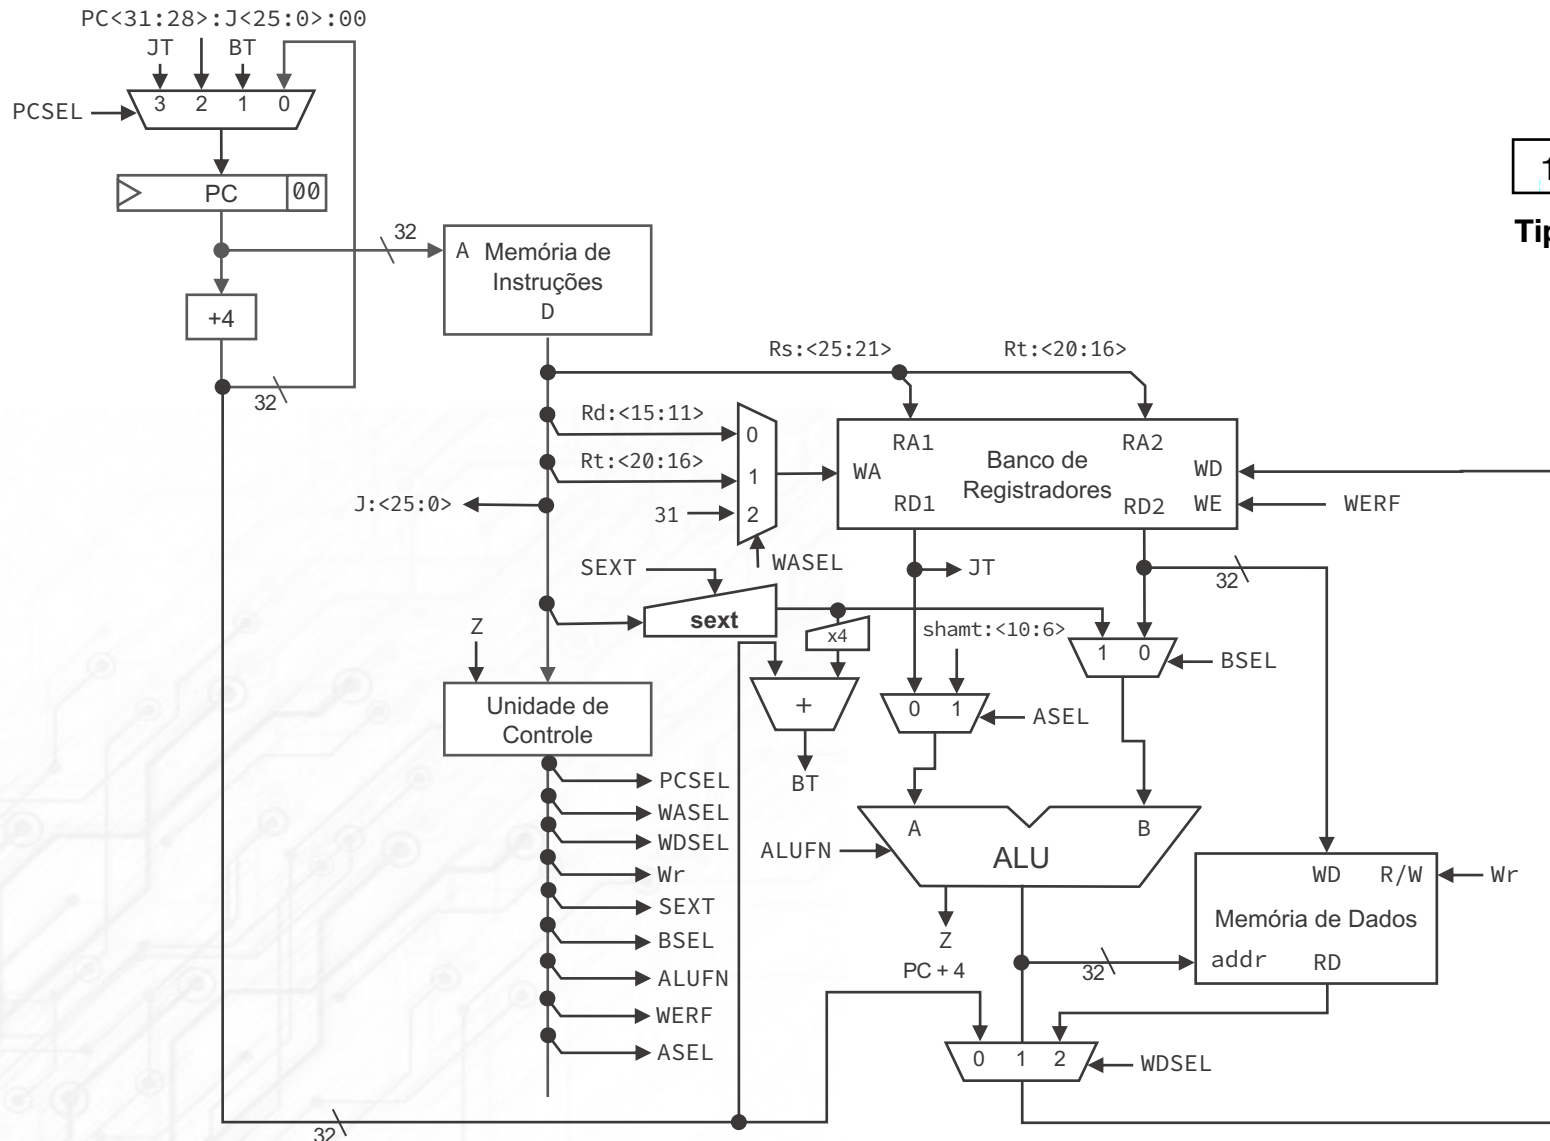 PC<31:28>:J<25:0>:00
JT
BT
3 2 1 0
PCSEL
PC
00
32
A
Memória de
Instruções
D
+4
32
Rs:<25:21>
Rt:<20:16>
Rd:<15:11>
Rt:<20:16>
31
0
1
2
WASEL
J:<25:0>
RA1
RA2
WA
Banco de
Registradores
WD
RD1
RD2
WE
WERF
SEXT
sext
JT
32
x4
shamt:<10:6>
1 0
BSEL
Z
Unidade de
Controle
+
BT
0 1
ASEL
PCSEL
WASEL
WDSEL
Wr
SEXT
BSEL
ALUFN
WERF
ASEL
ALUFN
A
B
ALU
Z
PC + 4
32
WD
R/W
Wr
Memória de Dados
addr
RD
0 1 2
WDSEL
32